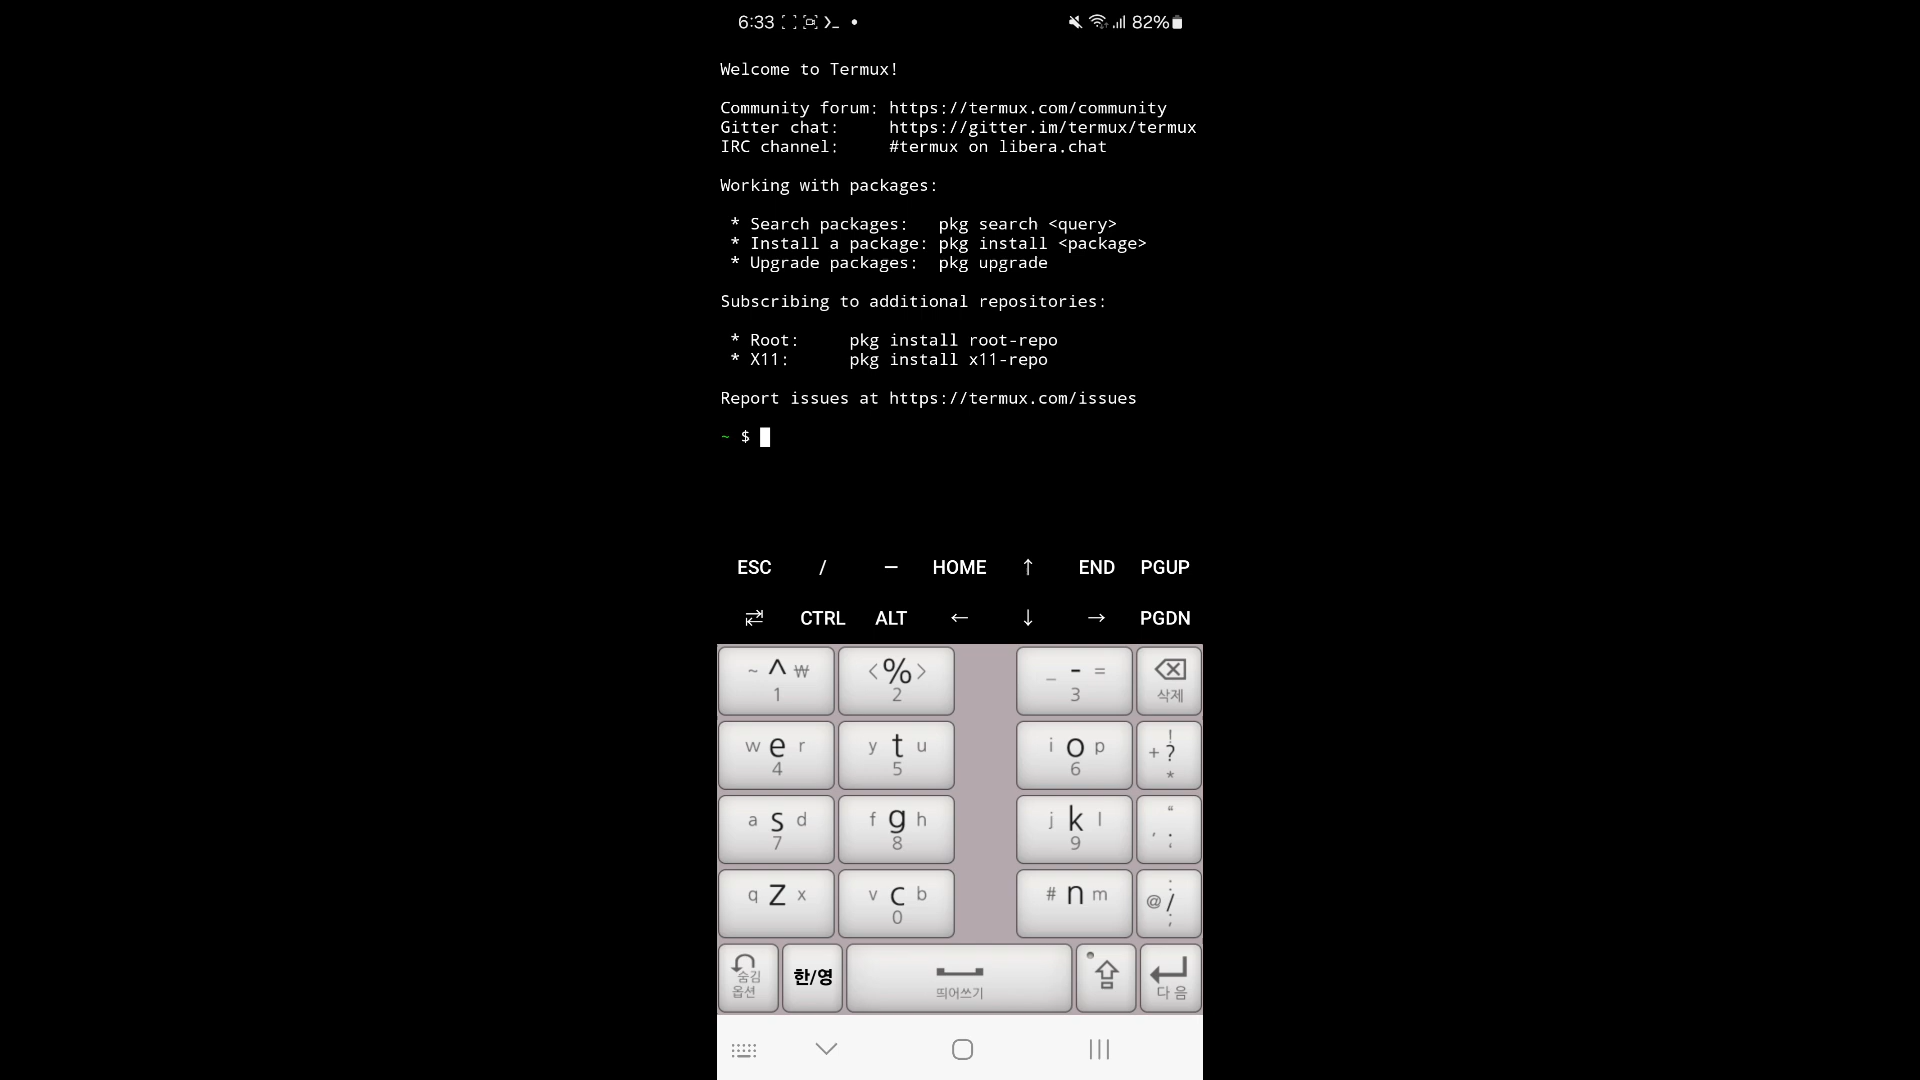 6:33 82%
Welcome to Termux!
Community forum: https://termux.com/community
Gitter chat: https://gitter.im/termux/termux
IRC channel: #termux on libera.chat
Working with packages:
* Search packages: pkg search <query>
* Install a package: pkg install <package>
* Upgrade packages: pkg upgrade
Subscribing to additional repositories:
* Root: pkg install root-repo
* X11: pkg install x11-repo
Report issues at https://termux.com/issues
~ $
ESC / — HOME ↑ END PGUP
⇄ CTRL ALT ← ↓ → PGDN
~ ^ ₩ < % > _ - =
1 2 3 삭제
w e r y t u i o p + ! ? *
4 5 6
a s d f g h j k l
7 8 9
q z x v c b # n m @ : / ;
0
숨김
옵션 한/영 띄어쓰기 다음